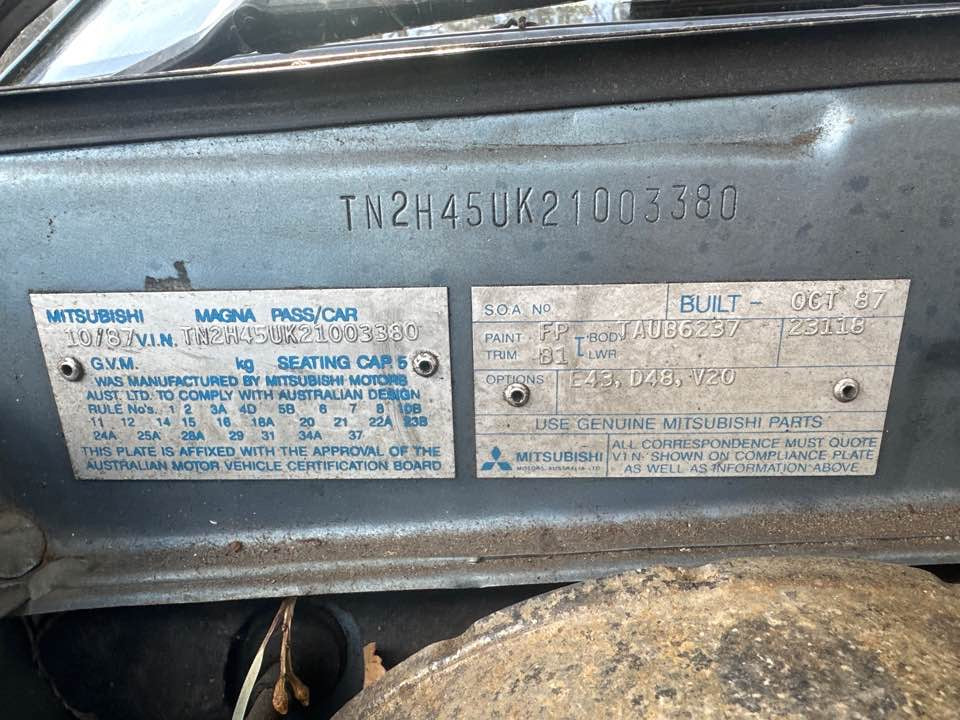 TN2H45UK21003380
MITSUBISHI MAGNA PASS/CAR
10/87 V.I.N. TN2H45UK21003380
G.V.M. kg SEATING CAP 5
WAS MANUFACTURED BY MITSUBISHI MOTORS
AUST. LTD. TO COMPLY WITH AUSTRALIAN DESIGN
RULE No's. 1 2 3A 4D 5B 6 7 8 10B
11 12 14 15 16 18A 20 21 22A 23B
24A 25A 28A 29 31 34A 37
THIS PLATE IS AFFIXED WITH THE APPROVAL OF THE
AUSTRALIAN MOTOR VEHICLE CERTIFICATION BOARD
S.O.A. No BUILT - OCT 87
PAINT FP BODY TAUB6237 23118
TRIM B1 LWR
OPTIONS E43, D48, V20
USE GENUINE MITSUBISHI PARTS
MITSUBISHI
MOTORS AUSTRALIA LTD.
ALL CORRESPONDENCE MUST QUOTE
V.I.N. SHOWN ON COMPLIANCE PLATE
AS WELL AS INFORMATION ABOVE